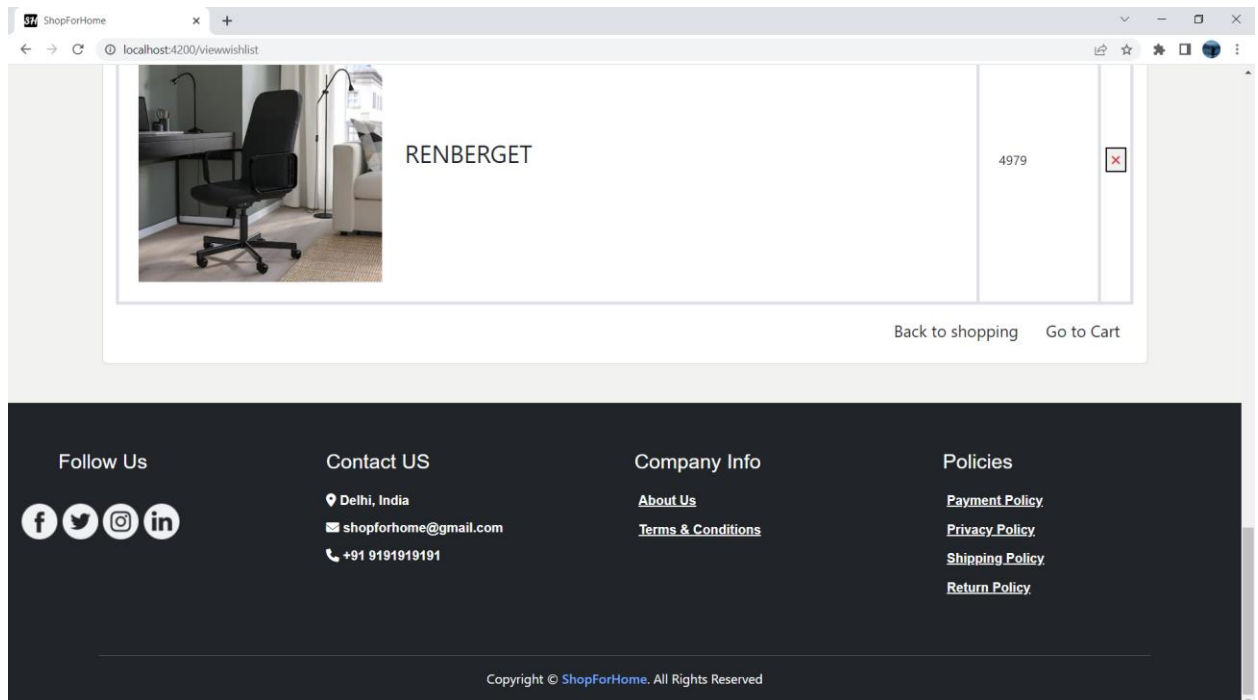 SH ShopForHome
localhost:4200/viewwishlist
RENBERGET
4979
Back to shopping Go to Cart
Follow Us
Contact US
Delhi, India
shopforhome@gmail.com
+91 9191919191
Company Info
About Us
Terms & Conditions
Policies
Payment Policy
Privacy Policy
Shipping Policy
Return Policy
Copyright © ShopForHome. All Rights Reserved